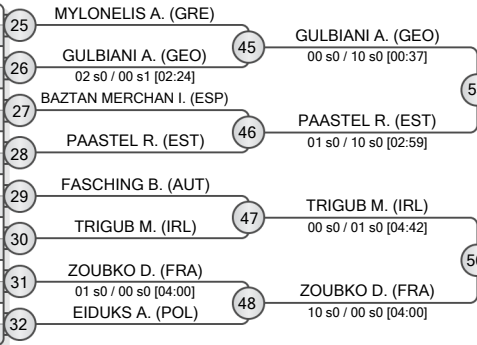 25
MYLONELIS A. (GRE)
45
GULBIANI A. (GEO)
00 s0 / 10 s0 [00:37]
26
GULBIANI A. (GEO)
02 s0 / 00 s1 [02:24]
27
BAZTAN MERCHAN I. (ESP)
46
PAASTEL R. (EST)
01 s0 / 10 s0 [02:59]
28
PAASTEL R. (EST)
29
FASCHING B. (AUT)
47
TRIGUB M. (IRL)
00 s0 / 01 s0 [04:42]
30
TRIGUB M. (IRL)
31
ZOUBKO D. (FRA)
01 s0 / 00 s0 [04:00]
48
ZOUBKO D. (FRA)
10 s0 / 00 s0 [04:00]
32
EIDUKS A. (POL)